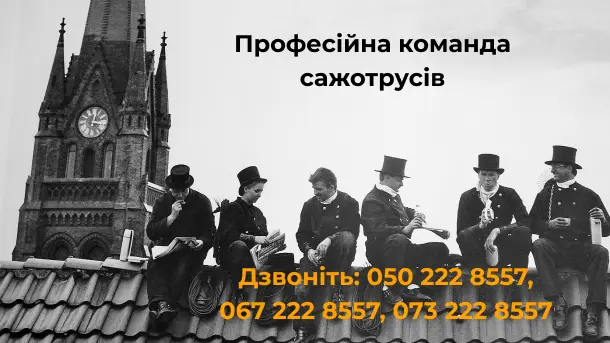 Професійна команда
сажотрусів
Дзвоніть: 050 222 8557,
067 222 8557, 073 222 8557